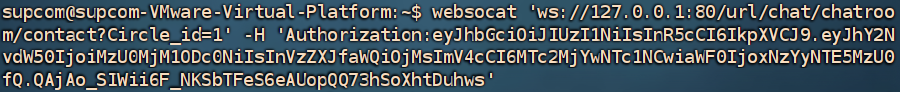 supcom@supcom-VMware-Virtual-Platform:~$ websocat 'ws://127.0.0.1:80/url/chat/chatroo
m/contact?Circle_id=1' -H 'Authorization:eyJhbGciOiJIUzI1NiIsInR5cCI6IkpXVCJ9.eyJhY2N
vdW50IjoiMzU0MjM1ODc0NiIsInVzZXJfaWQiOjMsImV4cCI6MTc2MjYwNTc1NCwiaWF0IjoxNzYyNTE5MzU0
fQ.QAjAo_SIWii6F_NKSbTFeS6eAUopQQ73hSoXhtDuhws'